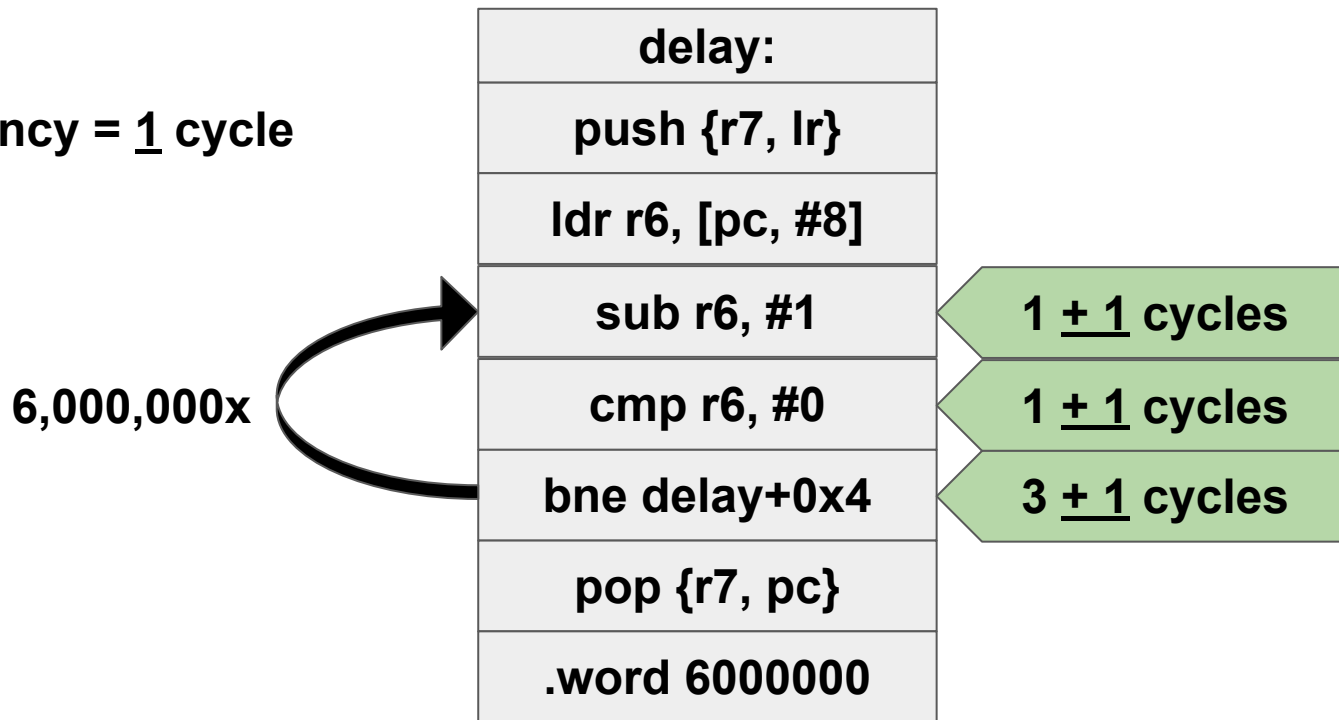 delay:
ncy = 1 cycle
push {r7, lr}
ldr r6, [pc, #8]
sub r6, #1
1 + 1 cycles
6,000,000x
cmp r6, #0
1 + 1 cycles
bne delay+0x4
3 + 1 cycles
pop {r7, pc}
.word 6000000